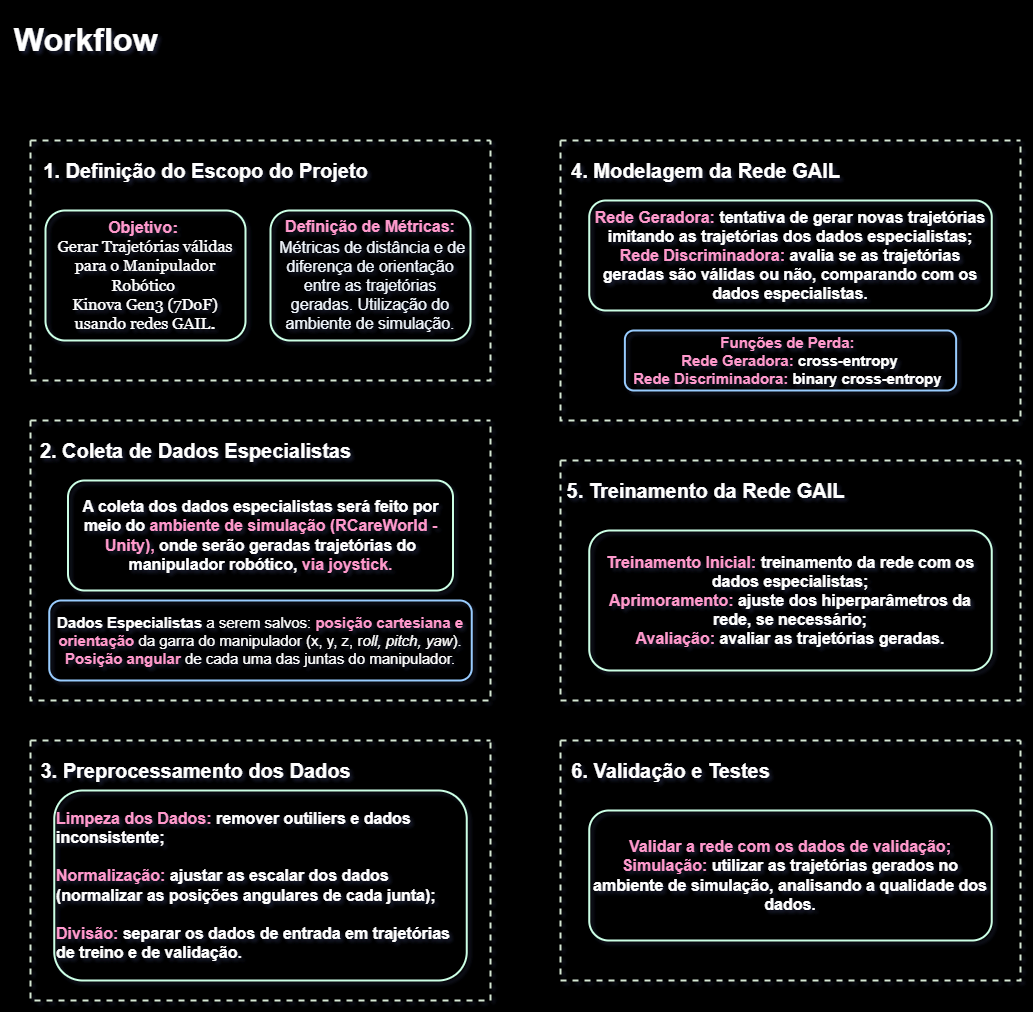 Workflow
1. Definição do Escopo do Projeto
Objetivo:
Gerar Trajetórias válidas
para o Manipulador
Robótico
Kinova Gen3 (7DoF)
usando redes GAIL.
Definição de Métricas:
Métricas de distância e de
diferença de orientação
entre as trajetórias
geradas. Utilização do
ambiente de simulação.
2. Coleta de Dados Especialistas
A coleta dos dados especialistas será feito por
meio do ambiente de simulação (RCareWorld -
Unity), onde serão geradas trajetórias do
manipulador robótico, via joystick.
Dados Especialistas a serem salvos: posição cartesiana e
orientação da garra do manipulador (x, y, z, roll, pitch, yaw).
Posição angular de cada uma das juntas do manipulador.
3. Preprocessamento dos Dados
Limpeza dos Dados: remover outiliers e dados
inconsistente;
Normalização: ajustar as escalar dos dados
(normalizar as posições angulares de cada junta);
Divisão: separar os dados de entrada em trajetórias
de treino e de validação.
4. Modelagem da Rede GAIL
Rede Geradora: tentativa de gerar novas trajetórias
imitando as trajetórias dos dados especialistas;
Rede Discriminadora: avalia se as trajetórias
geradas são válidas ou não, comparando com os
dados especialistas.
Funções de Perda:
Rede Geradora: cross-entropy
Rede Discriminadora: binary cross-entropy
5. Treinamento da Rede GAIL
Treinamento Inicial: treinamento da rede com os
dados especialistas;
Aprimoramento: ajuste dos hiperparâmetros da
rede, se necessário;
Avaliação: avaliar as trajetórias geradas.
6. Validação e Testes
Validar a rede com os dados de validação;
Simulação: utilizar as trajetórias gerados no
ambiente de simulação, analisando a qualidade dos
dados.